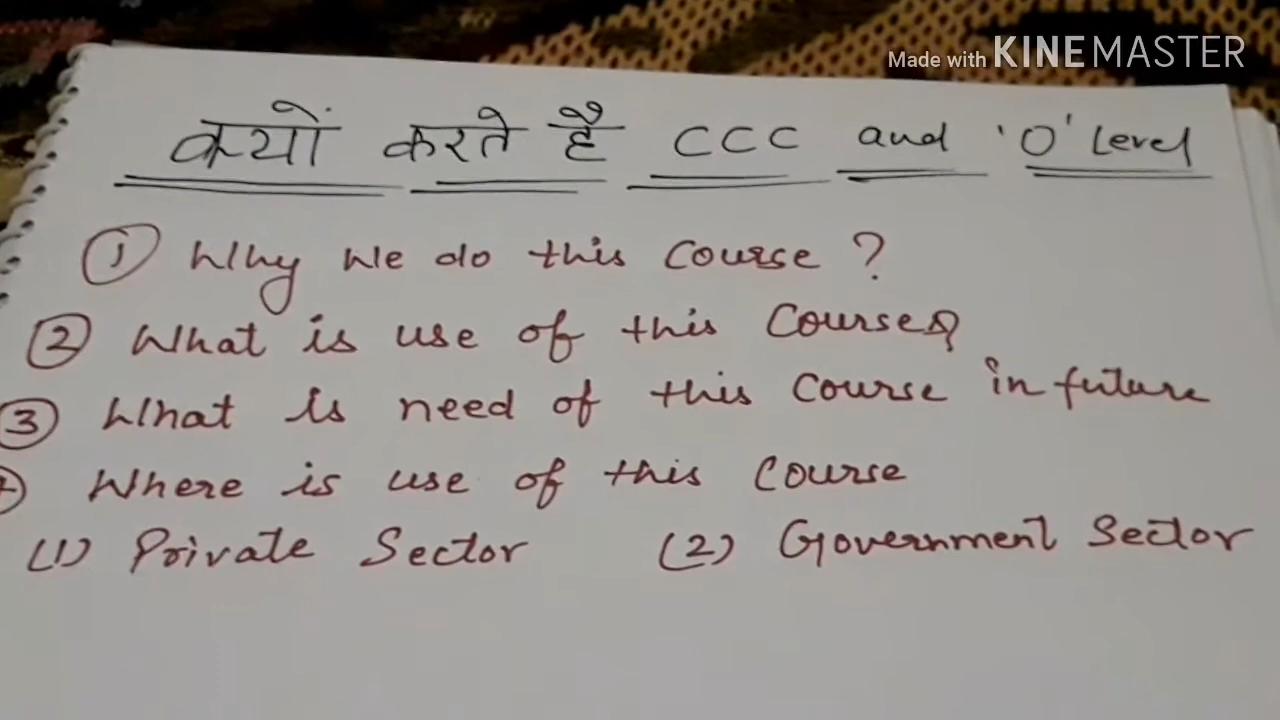 Made with KINEMASTER
क्यों करते है CCC and 'O' Level
① Why we do this Course ?
② What is use of this Course?
③ What is need of this Course in future
Where is use of this Course
(1) Private Sector (2) Government Sector